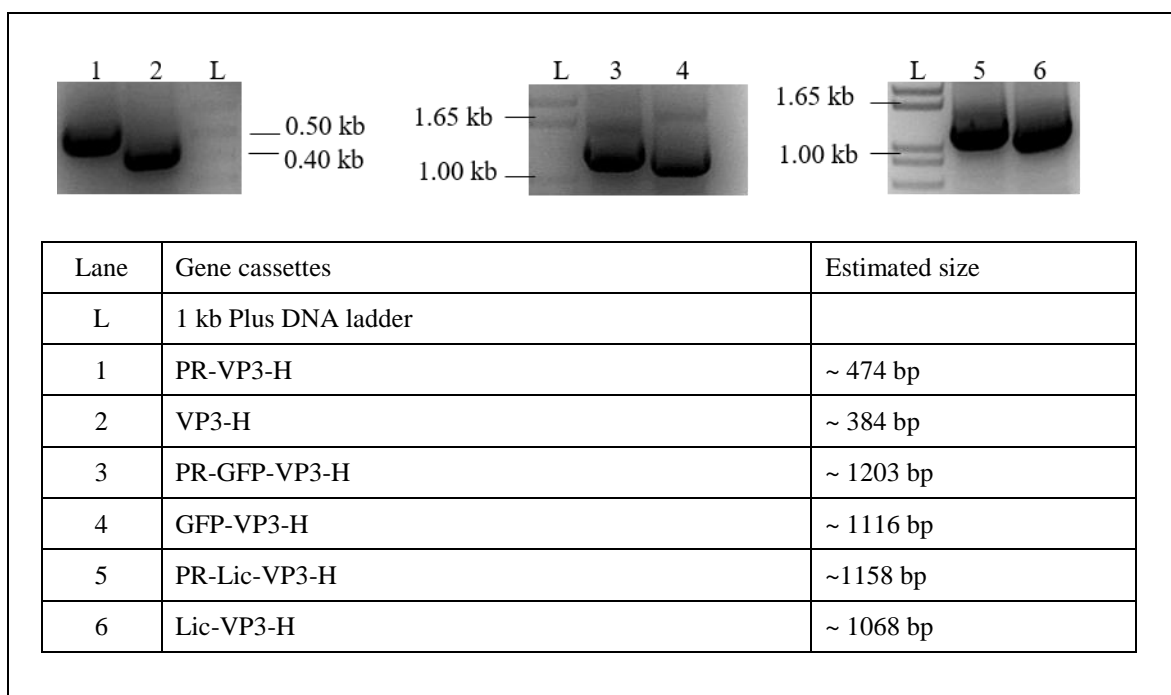 1 2 L
0.50 kb
0.40 kb
L 3 4
1.65 kb
1.00 kb
L 5 6
1.65 kb
1.00 kb
Lane Gene cassettes Estimated size
L 1 kb Plus DNA ladder
1 PR-VP3-H ~ 474 bp
2 VP3-H ~ 384 bp
3 PR-GFP-VP3-H ~ 1203 bp
4 GFP-VP3-H ~ 1116 bp
5 PR-Lic-VP3-H ~1158 bp
6 Lic-VP3-H ~ 1068 bp